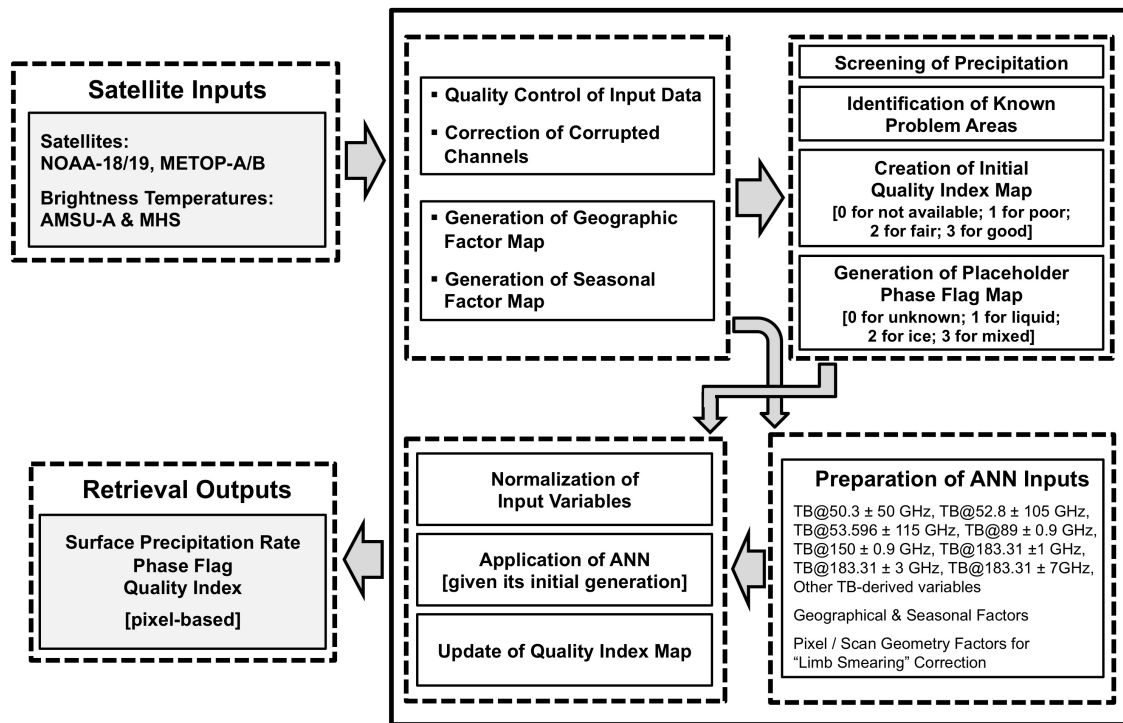 Satellite Inputs
Satellites:
NOAA-18/19, METOP-A/B
Brightness Temperatures:
AMSU-A & MHS
▪ Quality Control of Input Data
▪ Correction of Corrupted
Channels
▪ Generation of Geographic
Factor Map
▪ Generation of Seasonal
Factor Map
Screening of Precipitation
Identification of Known
Problem Areas
Creation of Initial
Quality Index Map
[0 for not available; 1 for poor;
2 for fair; 3 for good]
Generation of Placeholder
Phase Flag Map
[0 for unknown; 1 for liquid;
2 for ice; 3 for mixed]
Preparation of ANN Inputs
TB@50.3 ± 50 GHz, TB@52.8 ± 105 GHz,
TB@53.596 ± 115 GHz, TB@89 ± 0.9 GHz,
TB@150 ± 0.9 GHz, TB@183.31 ±1 GHz,
TB@183.31 ± 3 GHz, TB@183.31 ± 7GHz,
Other TB-derived variables
Geographical & Seasonal Factors
Pixel / Scan Geometry Factors for
“Limb Smearing” Correction
Normalization of
Input Variables
Application of ANN
[given its initial generation]
Update of Quality Index Map
Retrieval Outputs
Surface Precipitation Rate
Phase Flag
Quality Index
[pixel-based]